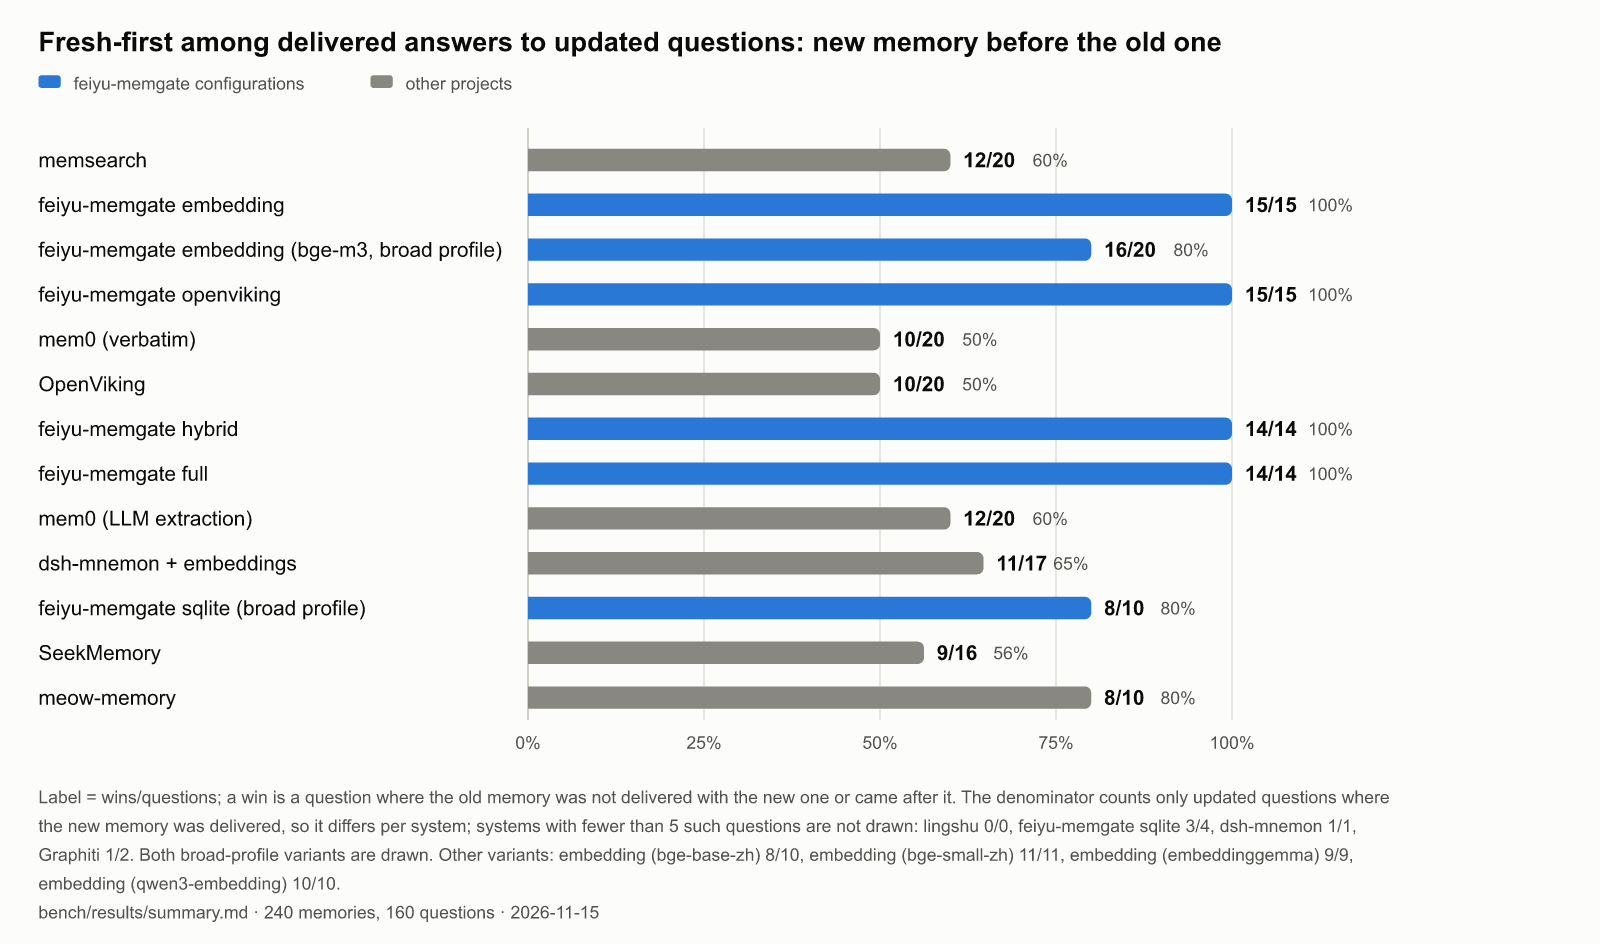 Fresh-first among delivered answers to updated questions: new memory before the old one
feiyu-memgate configurations other projects
memsearch 12/20 60%
feiyu-memgate embedding 15/15 100%
feiyu-memgate embedding (bge-m3, broad profile) 16/20 80%
feiyu-memgate openviking 15/15 100%
mem0 (verbatim) 10/20 50%
OpenViking 10/20 50%
feiyu-memgate hybrid 14/14 100%
feiyu-memgate full 14/14 100%
mem0 (LLM extraction) 12/20 60%
dsh-mnemon + embeddings 11/17 65%
feiyu-memgate sqlite (broad profile) 8/10 80%
SeekMemory 9/16 56%
meow-memory 8/10 80%
0% 25% 50% 75% 100%
Label = wins/questions; a win is a question where the old memory was not delivered with the new one or came after it. The denominator counts only updated questions where
the new memory was delivered, so it differs per system; systems with fewer than 5 such questions are not drawn: lingshu 0/0, feiyu-memgate sqlite 3/4, dsh-mnemon 1/1,
Graphiti 1/2. Both broad-profile variants are drawn. Other variants: embedding (bge-base-zh) 8/10, embedding (bge-small-zh) 11/11, embedding (embeddinggemma) 9/9,
embedding (qwen3-embedding) 10/10.
bench/results/summary.md · 240 memories, 160 questions · 2026-11-15